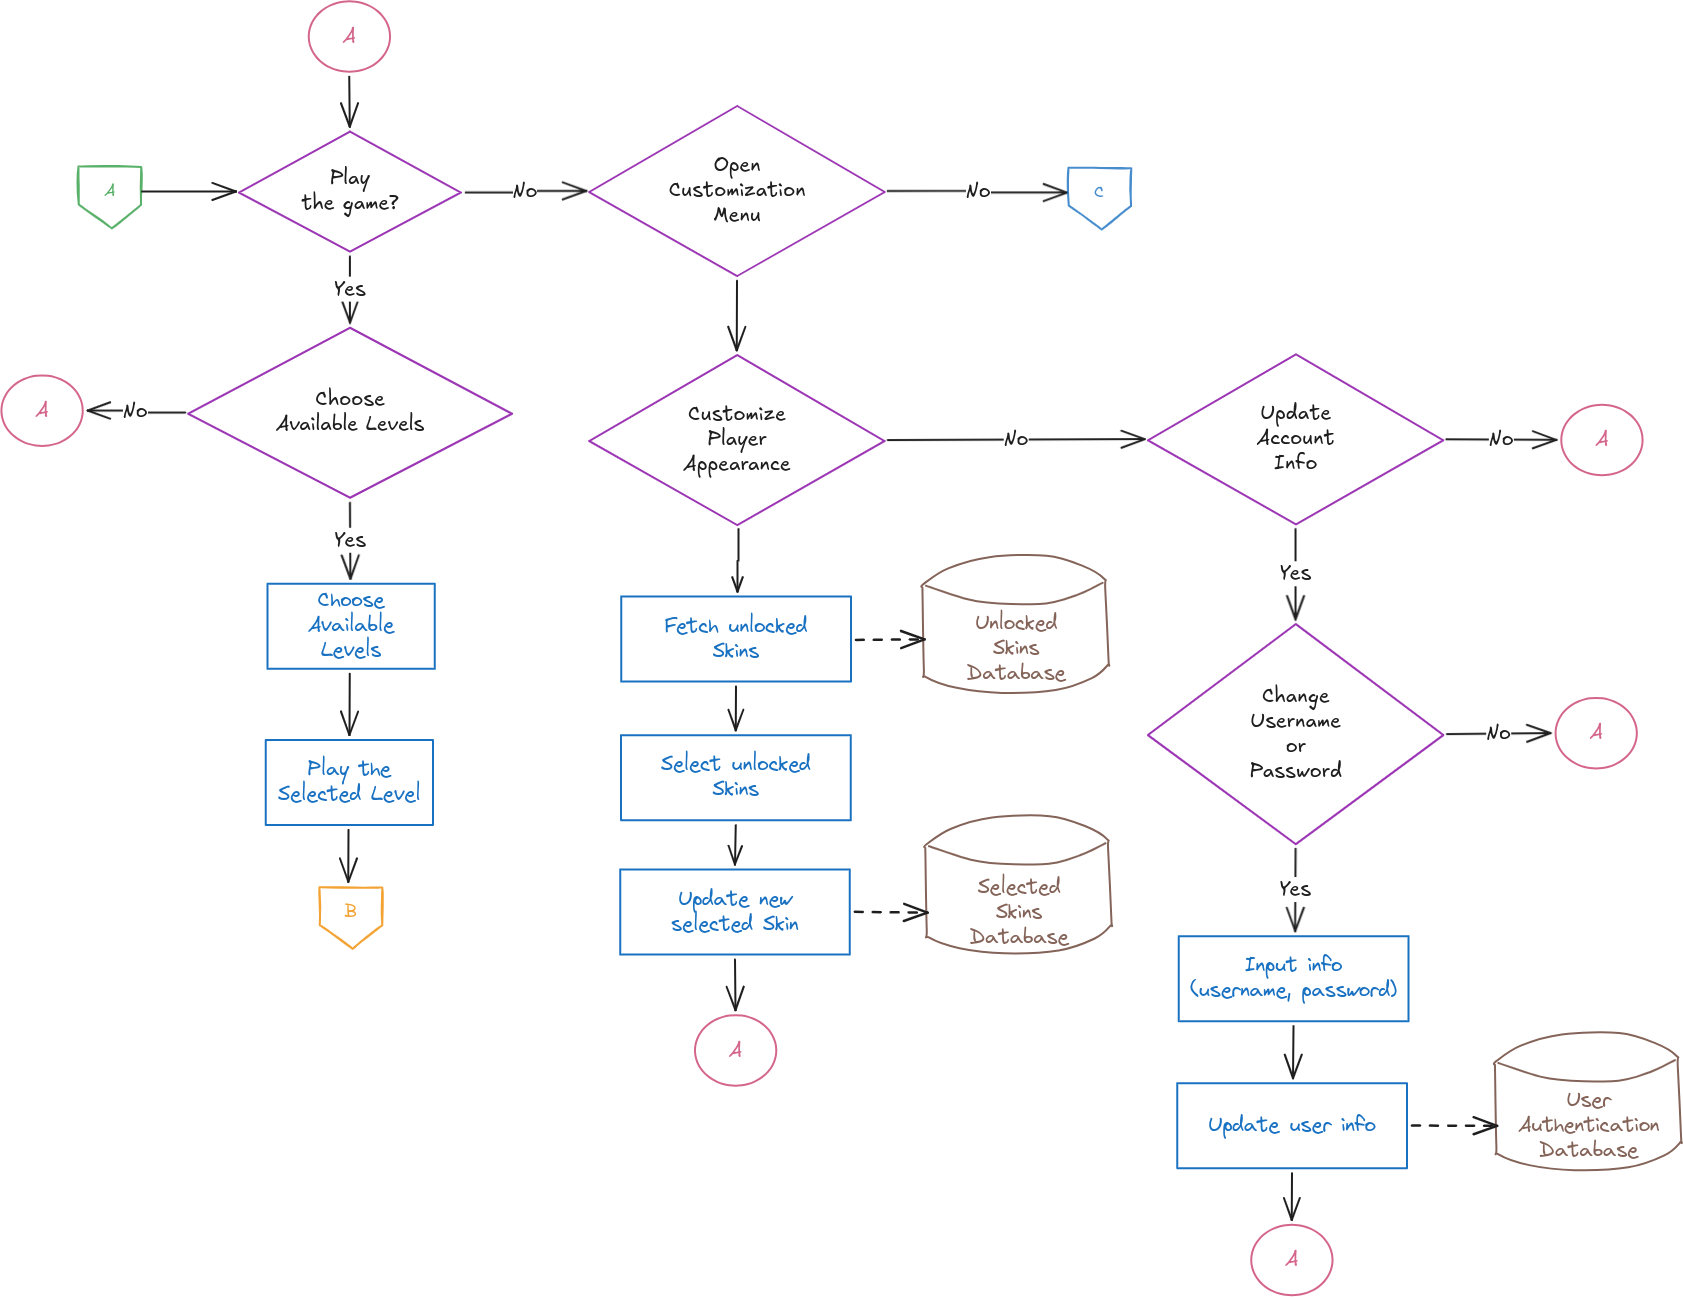 A
A
Play
the game?
No
Open
Customization
Menu
No
C
Yes
A
No
Choose
Available Levels
Customize
Player
Appearance
No
Update
Account
Info
No
A
Yes
Choose
Available
Levels
Fetch unlocked
Skins
Unlocked
Skins
Database
Yes
Play the
Selected Level
Select unlocked
Skins
Change
Username
or
Password
No
A
B
Update new
selected Skin
Selected
Skins
Database
Yes
A
Input info
(username, password)
Update user info
User
Authentication
Database
A